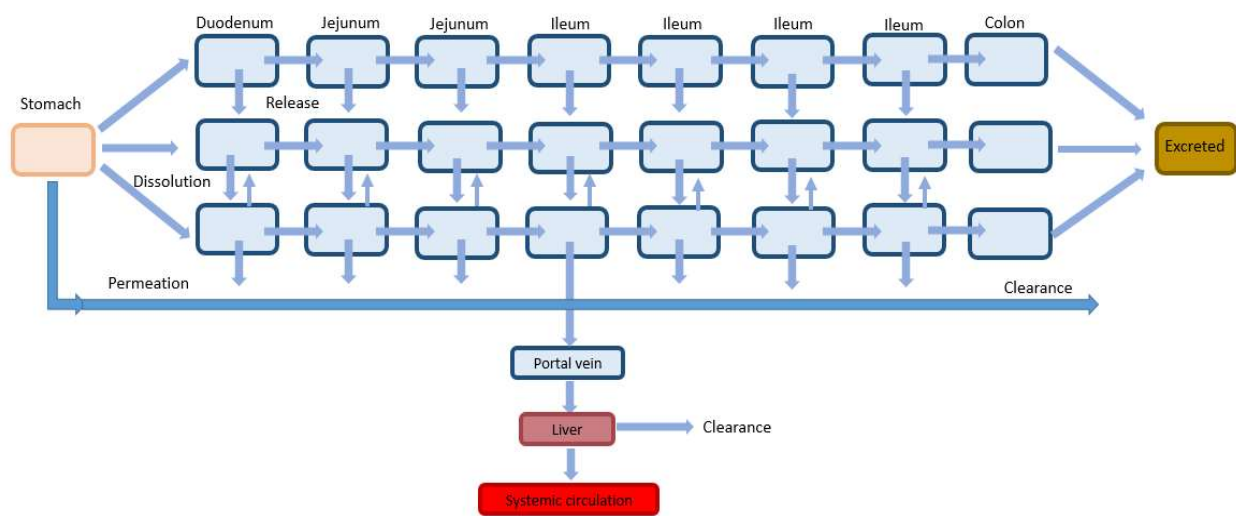 Duodenum
Jejunum
Jejunum
Ileum
Ileum
Ileum
Ileum
Colon
Stomach
Release
Excreted
Dissolution
Permeation
Clearance
Portal vein
Liver
Clearance
Systemic circulation